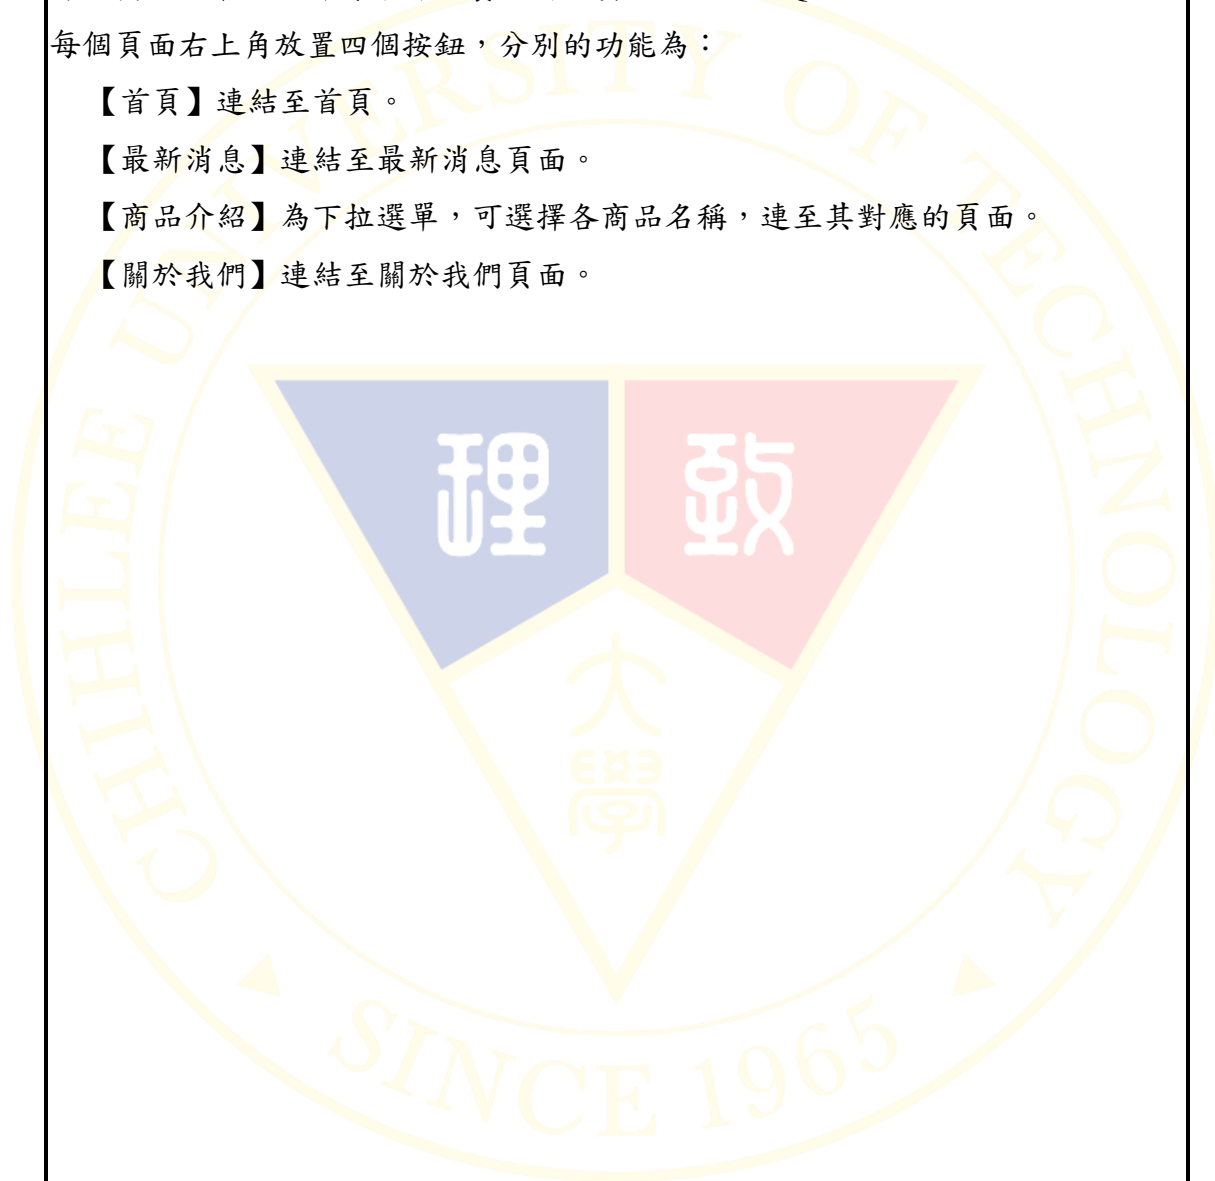 每個頁面右上角放置四個按鈕，分別的功能為：
【首頁】連結至首頁。
【最新消息】連結至最新消息頁面。
【商品介紹】為下拉選單，可選擇各商品名稱，連至其對應的頁面。
【關於我們】連結至關於我們頁面。
CHIHLEE UNIVERSITY OF TECHNOLOGY
理 致
大
學
SINCE 1965